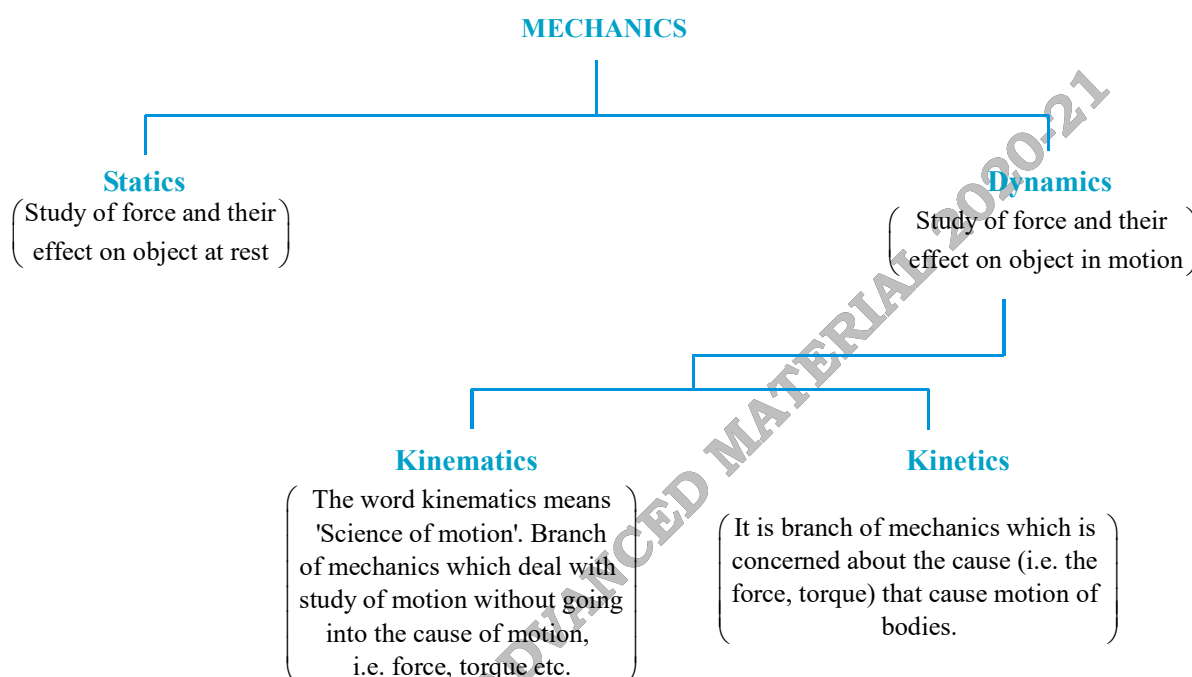 MECHANICS
Statics
Study of force and their
effect on object at rest
Dynamics
Study of force and their
effect on object in motion
Kinematics
The word kinematics means
'Science of motion'. Branch
of mechanics which deal with
study of motion without going
into the cause of motion,
i.e. force, torque etc.
Kinetics
It is branch of mechanics which is
concerned about the cause (i.e. the
force, torque) that cause motion of
bodies.
ADVANCED MATERIAL 2020-21